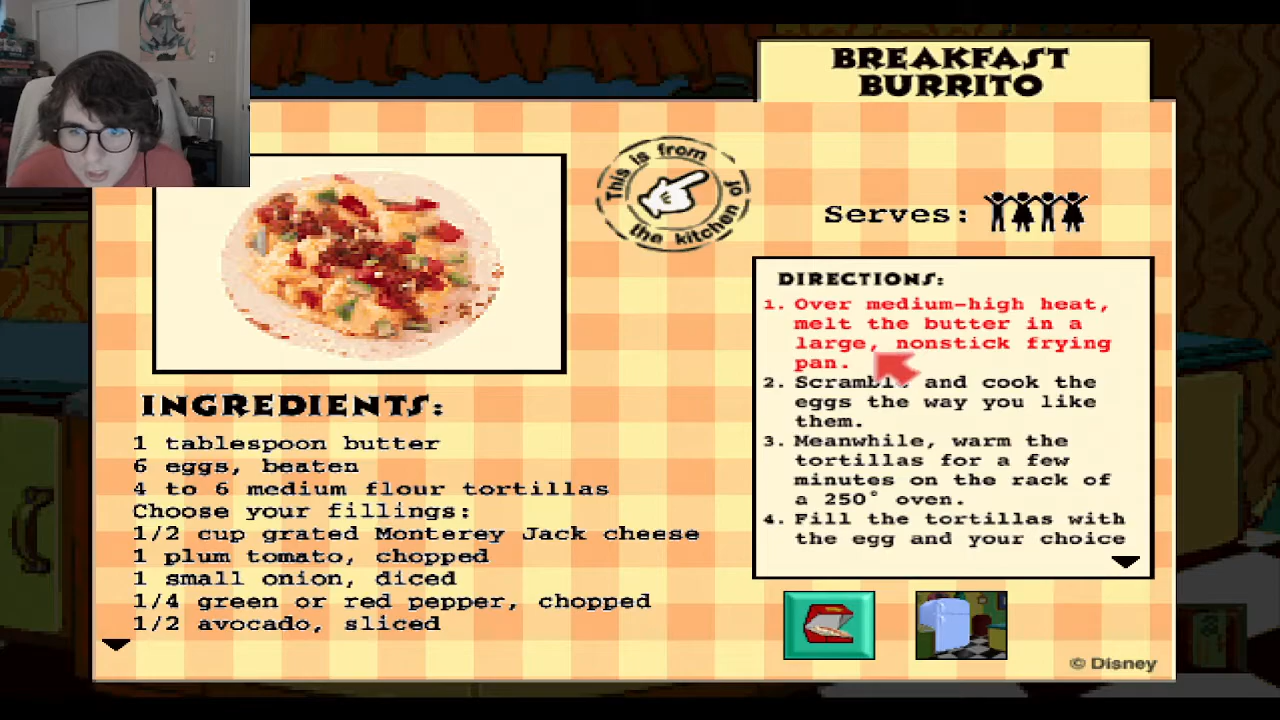 BREAKFAST
BURRITO
This is from
the kitchen of
Serves:
DIRECTIONS:
1. Over medium-high heat,
melt the butter in a
large, nonstick frying
pan.
2. Scramble and cook the
eggs the way you like
them.
3. Meanwhile, warm the
tortillas for a few
minutes on the rack of
a 250° oven.
4. Fill the tortillas with
the egg and your choice
INGREDIENTS:
1 tablespoon butter
6 eggs, beaten
4 to 6 medium flour tortillas
Choose your fillings:
1/2 cup grated Monterey Jack cheese
1 plum tomato, chopped
1 small onion, diced
1/4 green or red pepper, chopped
1/2 avocado, sliced
© Disney